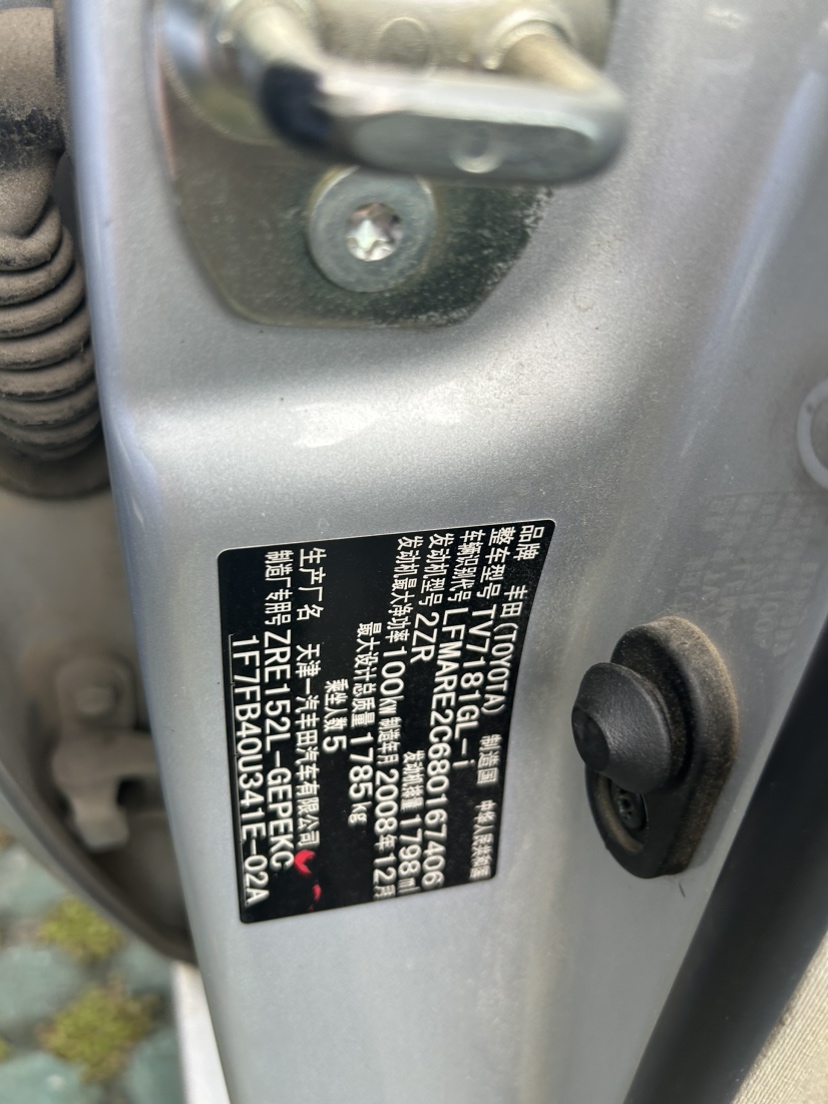 品牌 丰田(TOYOTA) 制造国 中华人民共和国
整车型号 TV7181GL-i
车辆识别代号 LFMARE2C680167406
发动机型号 2ZR 发动机排量 1798 ml
发动机最大净功率 100kW 制造年月 2008年12月
最大设计总质量 1785kg
乘坐人数 5
生产厂名 天津一汽丰田汽车有限公司
制造厂专用号 ZRE152L-GEPEKC
1F7FB40U341E-02A